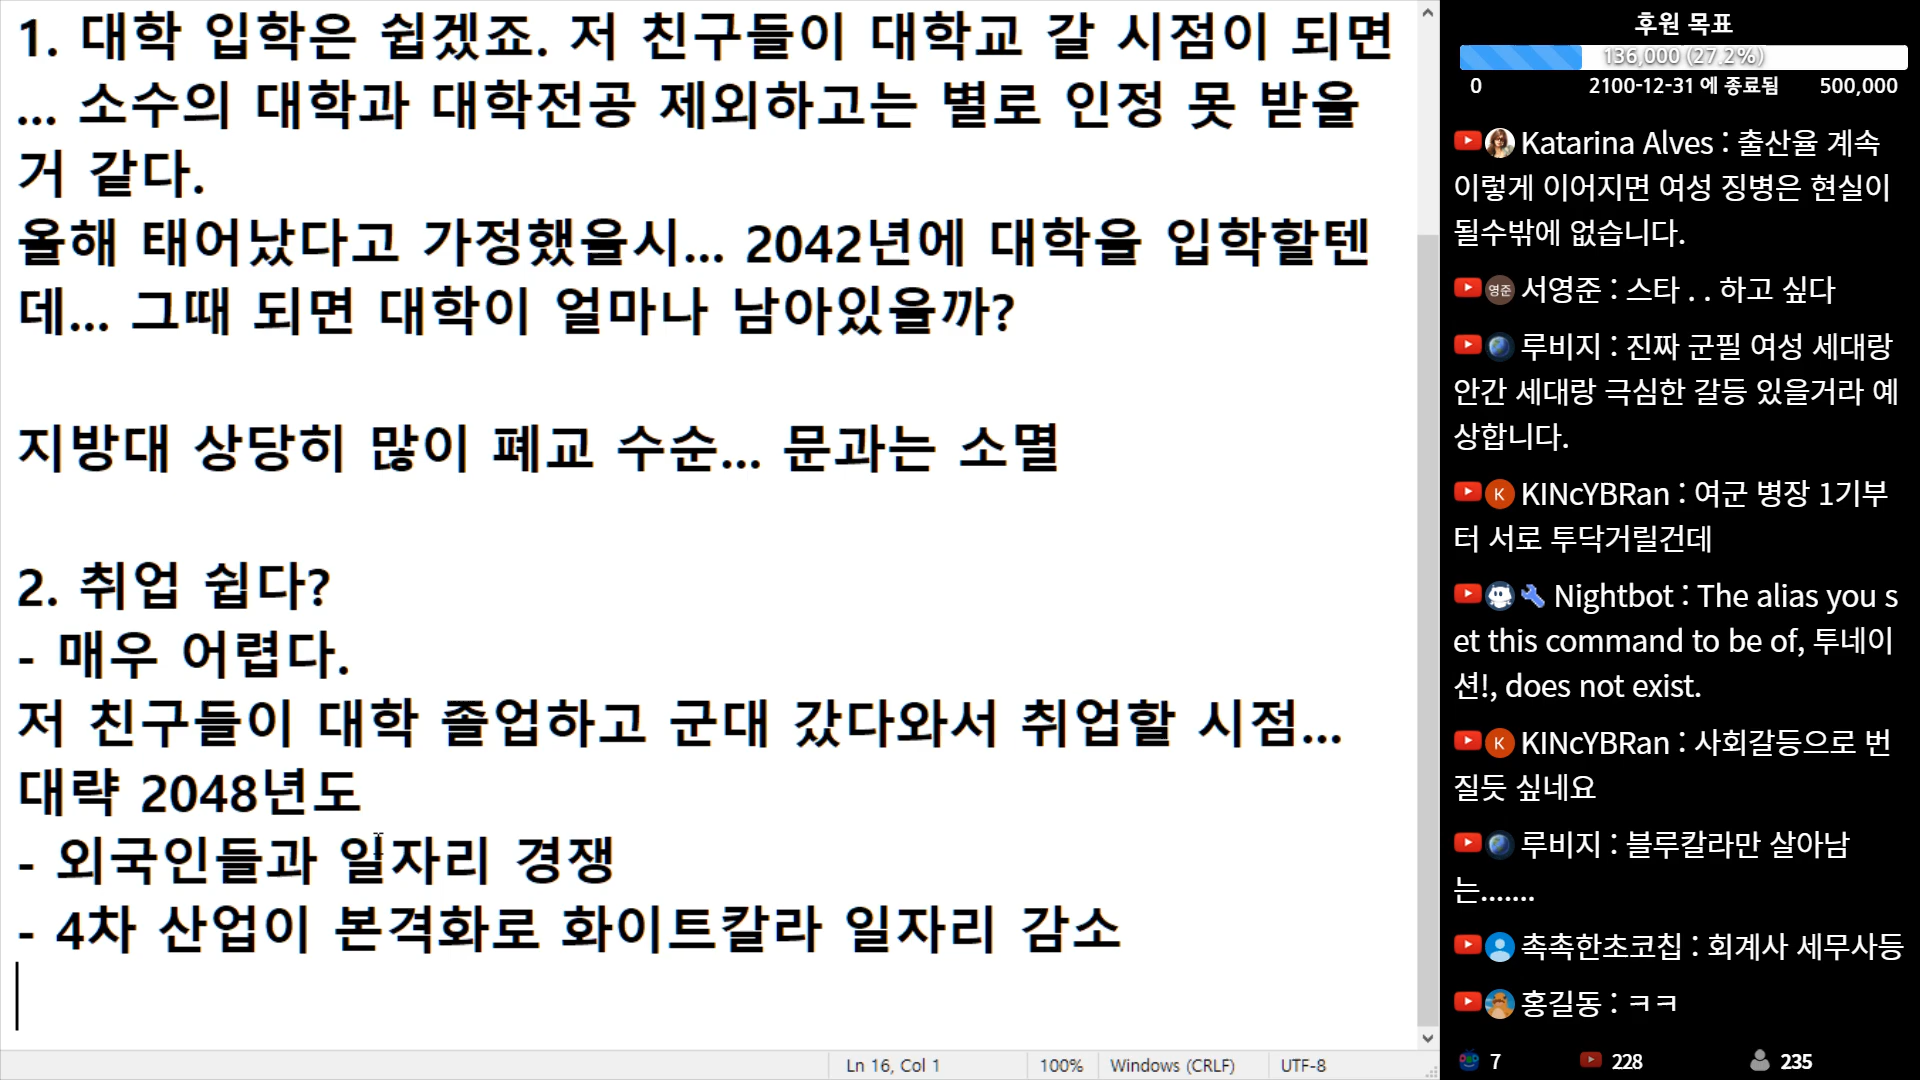 1. 대학 입학은 쉽겠죠. 저 친구들이 대학교 갈 시점이 되면
... 소수의 대학과 대학전공 제외하고는 별로 인정 못 받을
거 같다.
올해 태어났다고 가정했을시... 2042년에 대학을 입학할텐
데... 그때 되면 대학이 얼마나 남아있을까?
지방대 상당히 많이 폐교 수순... 문과는 소멸
2. 취업 쉽다?
- 매우 어렵다.
저 친구들이 대학 졸업하고 군대 갔다와서 취업할 시점...
대략 2048년도
- 외국인들과 일자리 경쟁
- 4차 산업이 본격화로 화이트칼라 일자리 감소
Ln 16, Col 1
100%
Windows (CRLF)
UTF-8
후원 목표
136,000 (27.2%)
0
2100-12-31 에 종료됨
500,000
Katarina Alves : 출산율 계속
이렇게 이어지면 여성 징병은 현실이
될수밖에 없습니다.
영준 서영준 : 스타 . . 하고 싶다
루비지 : 진짜 군필 여성 세대랑
안간 세대랑 극심한 갈등 있을거라 예
상합니다.
K KINcYBRan : 여군 병장 1기부
터 서로 투닥거릴건데
Nightbot : The alias you s
et this command to be of, 투네이
션!, does not exist.
K KINcYBRan : 사회갈등으로 번
질듯 싶네요
루비지 : 블루칼라만 살아남
는.......
촉촉한초코칩 : 회계사 세무사등
홍길동 : ㅋㅋ
7
228
235